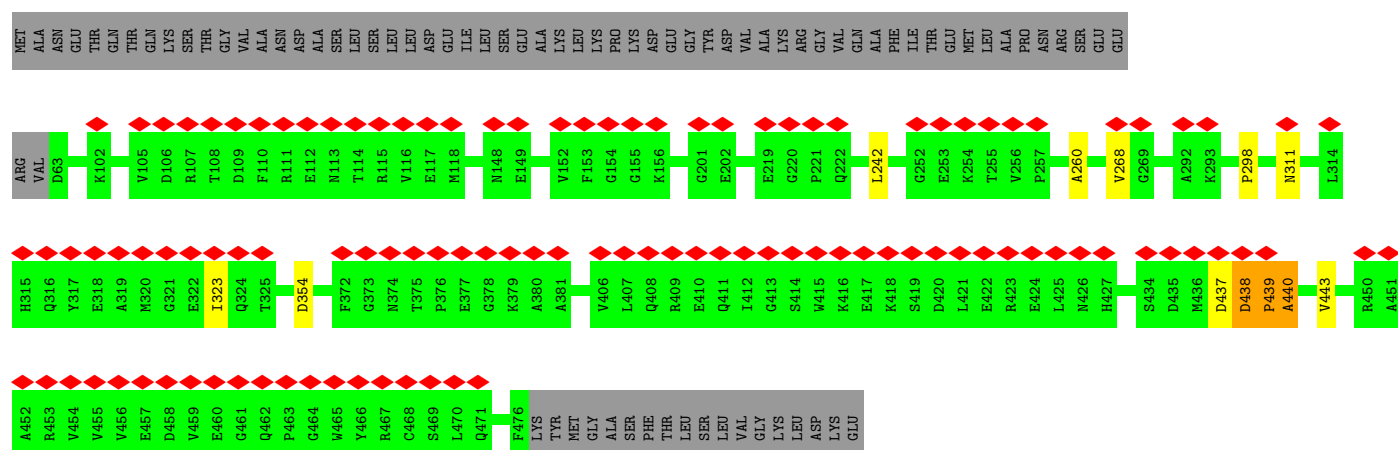 MET ALA ASN GLU THR GLN THR GLN LYS SER THR GLY VAL ALA ASN ASP ALA SER LEU SER LEU LEU ASP GLU ILE LEU SER GLU ALA LYS LEU LYS PRO LYS ASP GLU GLY TYR ASP VAL ALA LYS ARG GLY VAL GLN ALA PHE ILE THR GLU MET LEU ALA PRO ASN ARG SER GLU GLU
ARG VAL D63 K102 V105 D106 R107 T108 D109 F110 R111 E112 N113 T114 R115 V116 E117 M118 N148 E149 V152 F153 G154 G155 K156 G201 E202 E219 G220 P221 Q222 L242 G252 E253 K254 T255 V256 P257 A260 V268 G269 A292 K293 P298 N311 L314
H315 Q316 Y317 E318 A319 M320 G321 E322 I323 Q324 T325 D354 F372 G373 N374 T375 P376 E377 G378 K379 A380 A381 V406 L407 Q408 R409 E410 Q411 I412 G413 S414 W415 K416 E417 K418 S419 D420 L421 E422 R423 E424 L425 N426 H427 S434 D435 M436 D437 D438 P439 A440 V443 R450 A451
A452 R453 V454 V455 V456 E457 D458 V459 E460 G461 Q462 P463 G464 W465 Y466 R467 C468 S469 L470 Q471 F476 LYS TYR MET GLY ALA SER PHE THR LEU SER LEU VAL GLY LYS LEU ASP LYS GLU